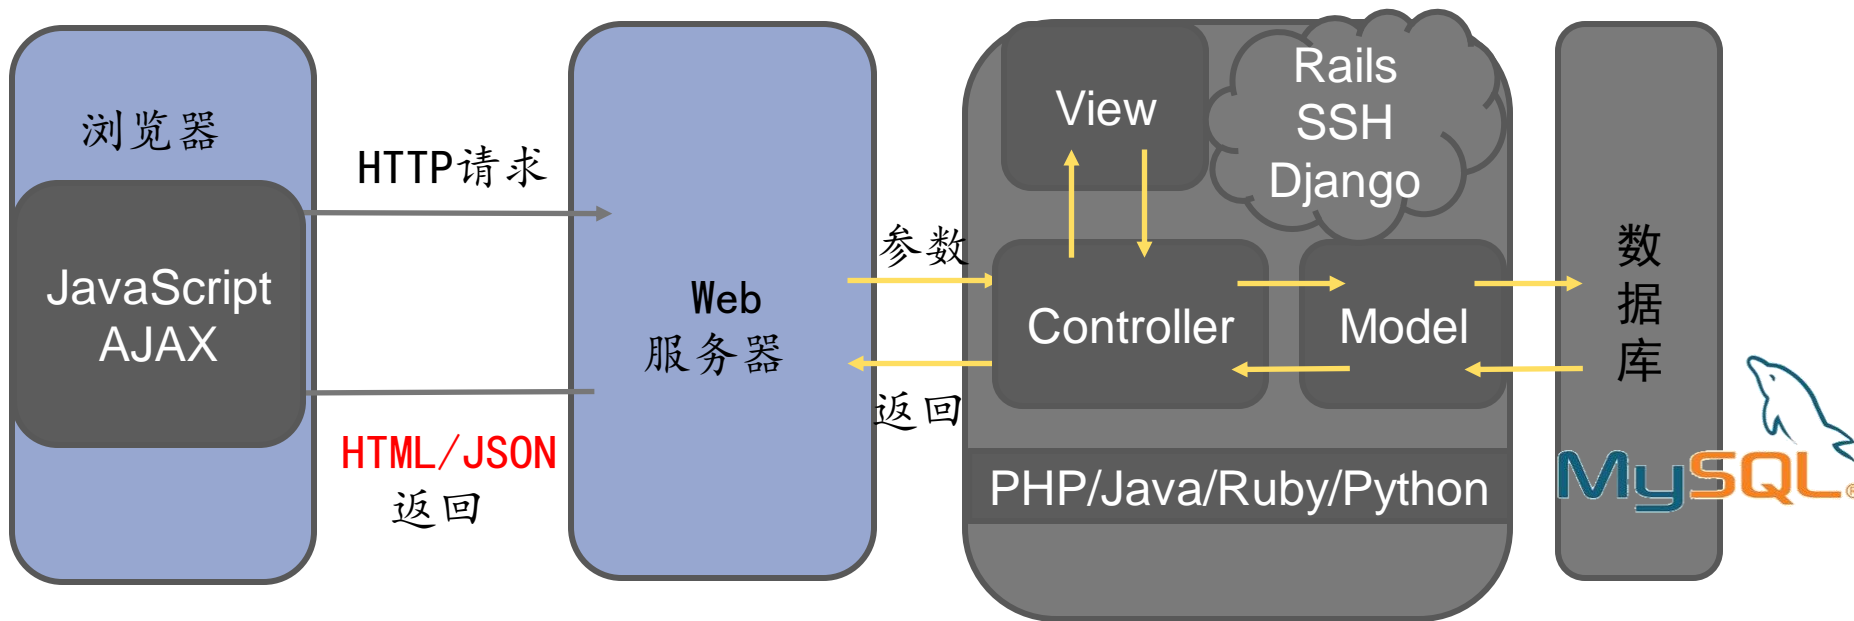 浏览器
JavaScript
AJAX
HTTP请求
HTML/JSON
返回
Web
服务器
参数
返回
View
Rails
SSH
Django
Controller
Model
PHP/Java/Ruby/Python
数
据
库
MySQL®